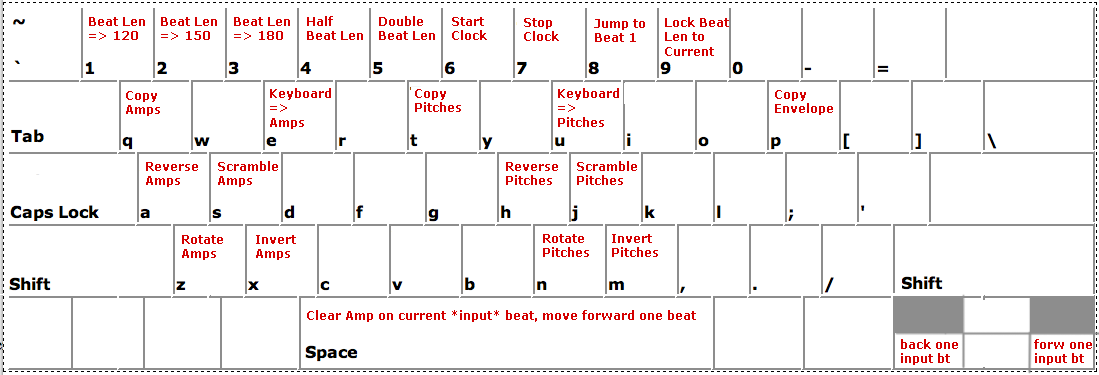 ~ Beat Len Beat Len Beat Len Half Double Start Stop Jump to Lock Beat
=> 120 => 150 => 180 Beat Len Beat Len Clock Clock Beat 1 Len to
Current
` 1 2 3 4 5 6 7 8 9 0 - =
Copy Keyboard Copy Keyboard Copy
Amps => Pitches => Envelope
Amps Pitches
Tab q w e r t y u i o p [ ] \
Reverse Scramble Reverse Scramble
Amps Amps Pitches Pitches
Caps Lock a s d f g h j k l ; '
Rotate Invert Rotate Invert
Amps Amps Pitches Pitches
Shift z x c v b n m , . / Shift
Clear Amp on current *input* beat, move forward one beat
Space
back one forw one
input bt input bt